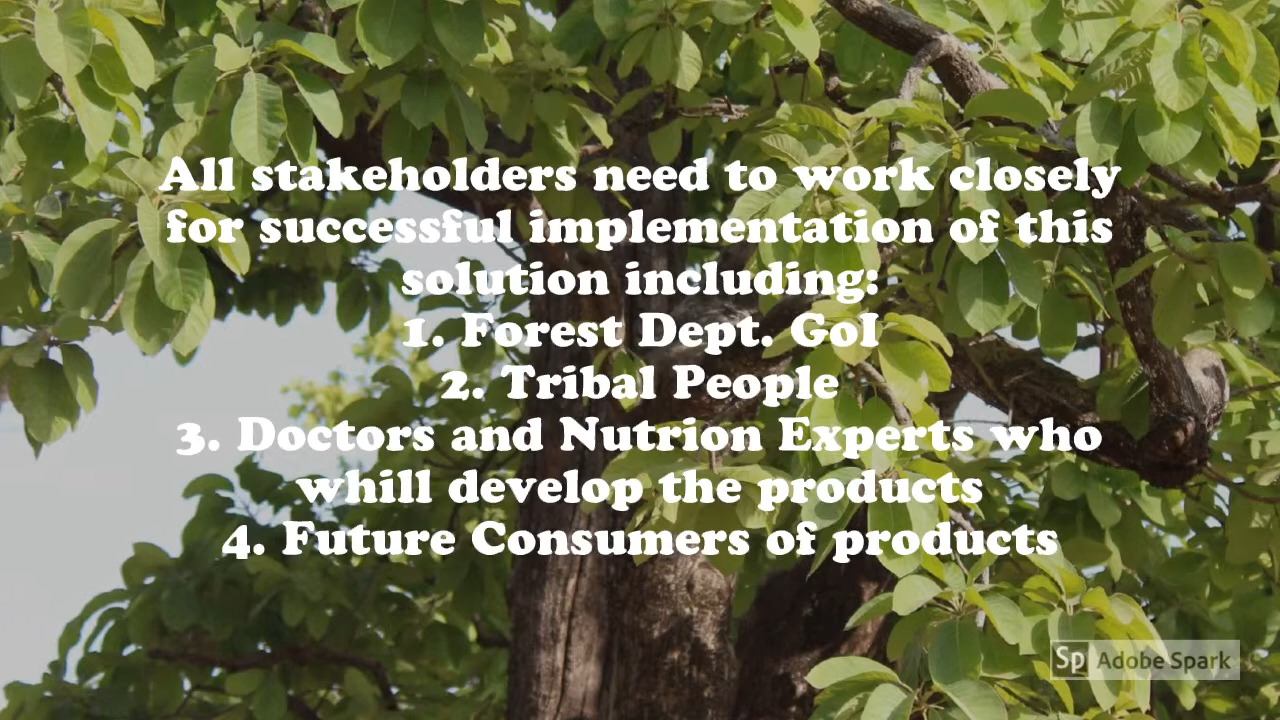 All stakeholders need to work closely
for successful implementation of this
solution including:
1. Forest Dept. GoI
2. Tribal People
3. Doctors and Nutrion Experts who
whill develop the products
4. Future Consumers of products
Sp Adobe Spark